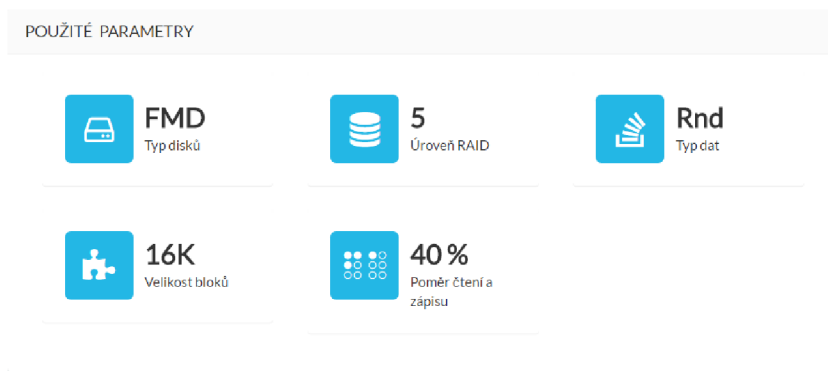 POUŽITÉ PARAMETRY
FMD
Typ disků
5
Úroveň RAID
Rnd
Typ dat
16K
Velikost bloků
40 %
Poměr čtení a
zápisu